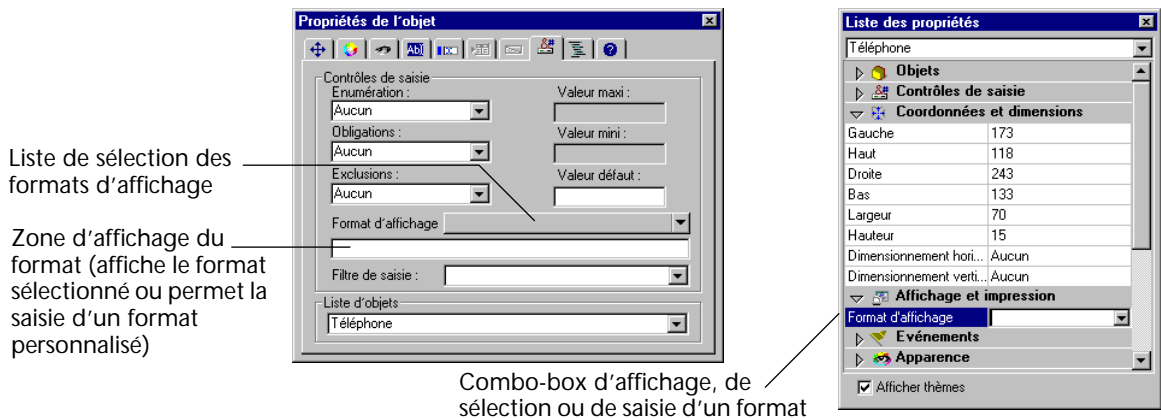 Liste de sélection des
formats d'affichage
Zone d'affichage du
format (affiche le format
sélectionné ou permet la
saisie d'un format
personnalisé)
Propriétés de l'objet
Contrôles de saisie
Enumération :
Valeur maxi :
Aucun
Obligations :
Valeur mini :
Aucun
Exclusions :
Valeur défaut :
Aucun
Format d'affichage
Filtre de saisie :
Liste d'objets
Téléphone
Combo-box d'affichage, de
sélection ou de saisie d'un format
Liste des propriétés
Téléphone
Objets
Contrôles de saisie
Coordonnées et dimensions
Gauche 173
Haut 118
Droite 243
Bas 133
Largeur 70
Hauteur 15
Dimensionnement hori... Aucun
Dimensionnement verti... Aucun
Affichage et impression
Format d'affichage
Evénements
Apparence
Afficher thèmes